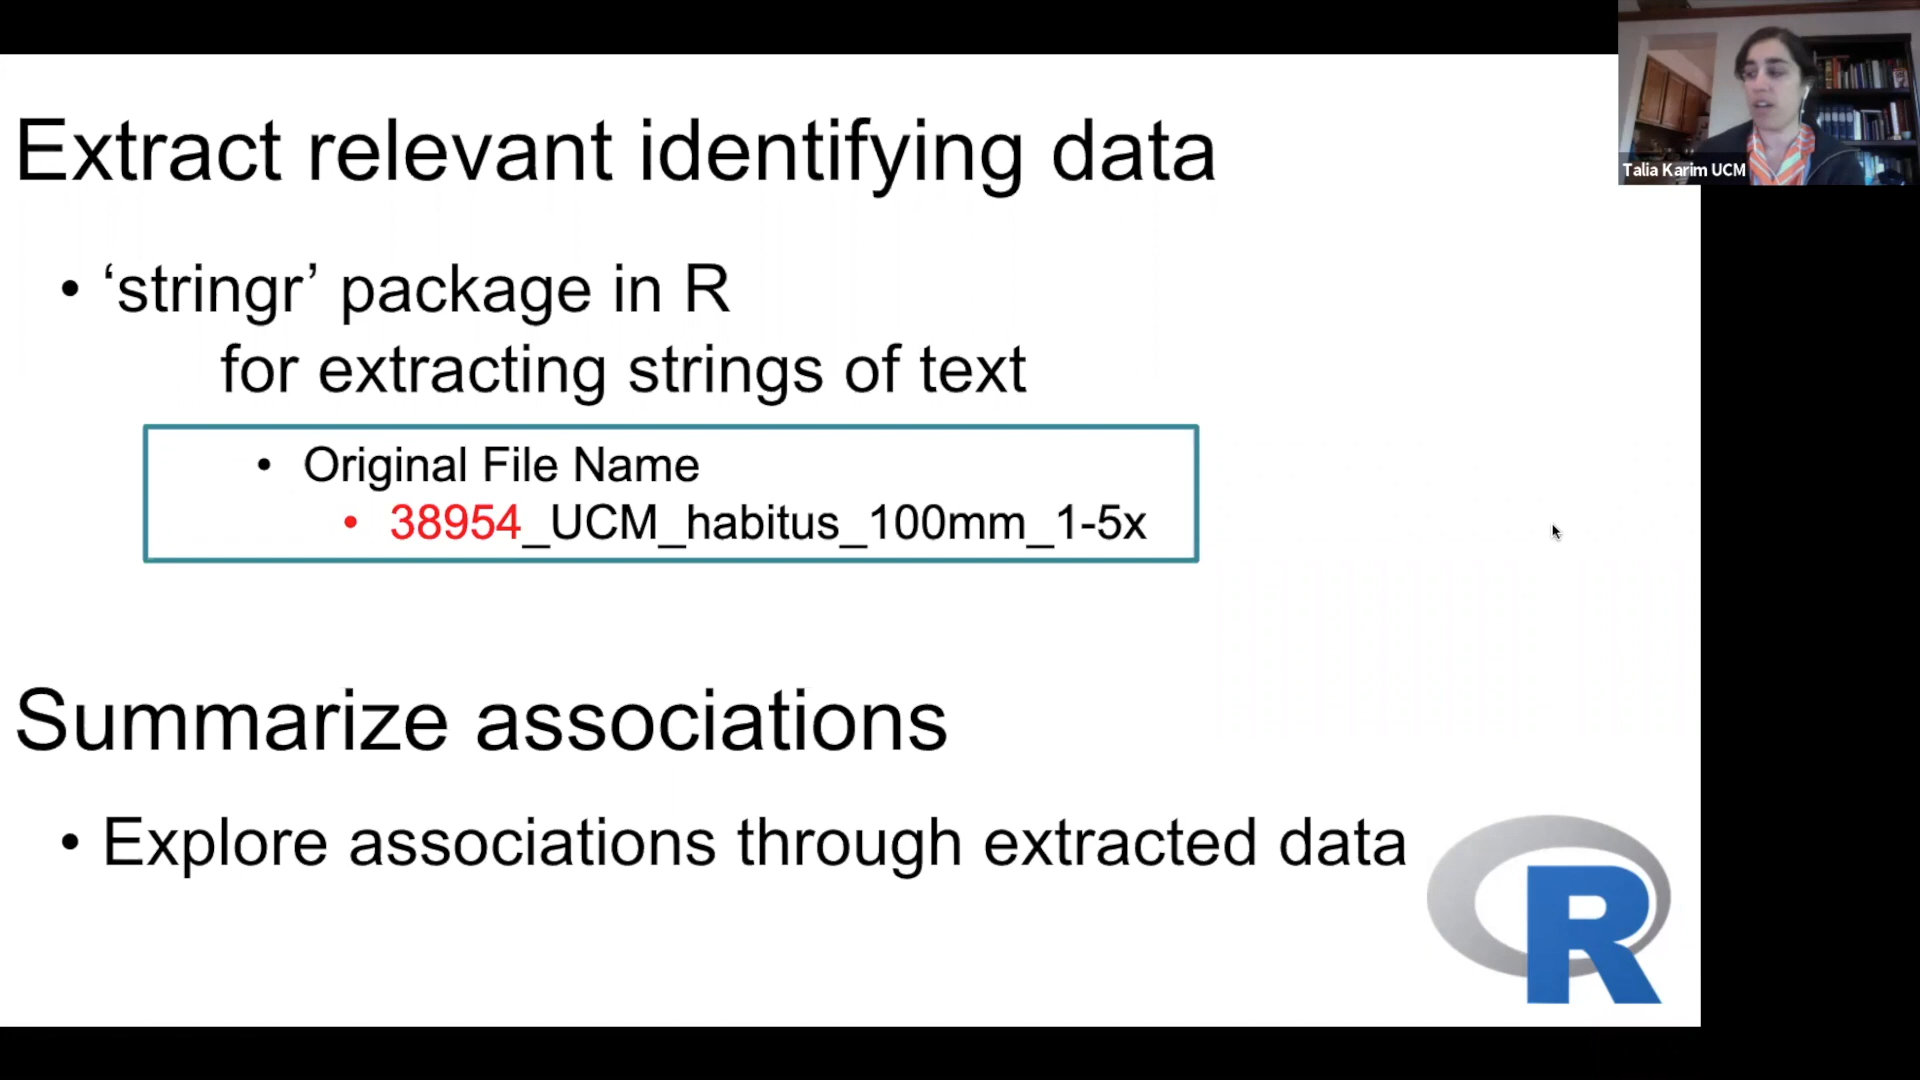 Extract relevant identifying data
• ‘stringr’ package in R
for extracting strings of text
• Original File Name
• 38954_UCM_habitus_100mm_1-5x
Summarize associations
• Explore associations through extracted data
R
Talia Karim UCM